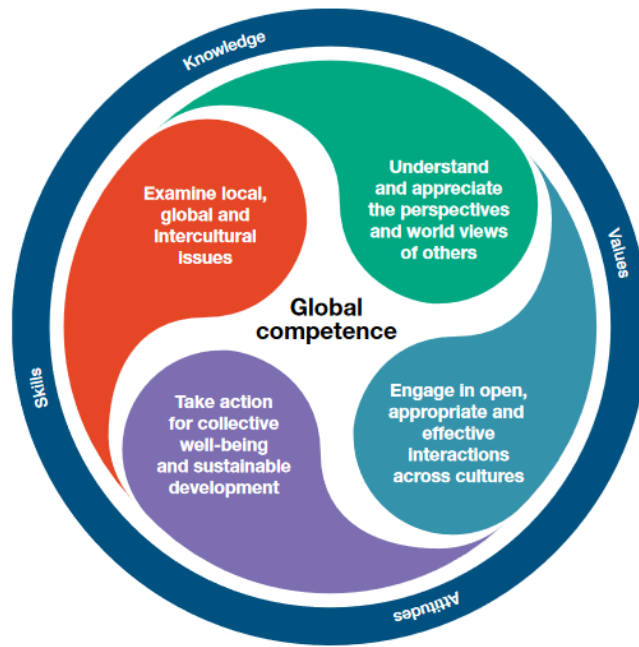 Knowledge
Examine local,
global and
intercultural
issues
Understand
and appreciate
the perspectives
and world views
of others
Values
Global
competence
Skills
Take action
for collective
well-being
and sustainable
development
Engage in open,
appropriate and
effective
interactions
across cultures
Attitudes